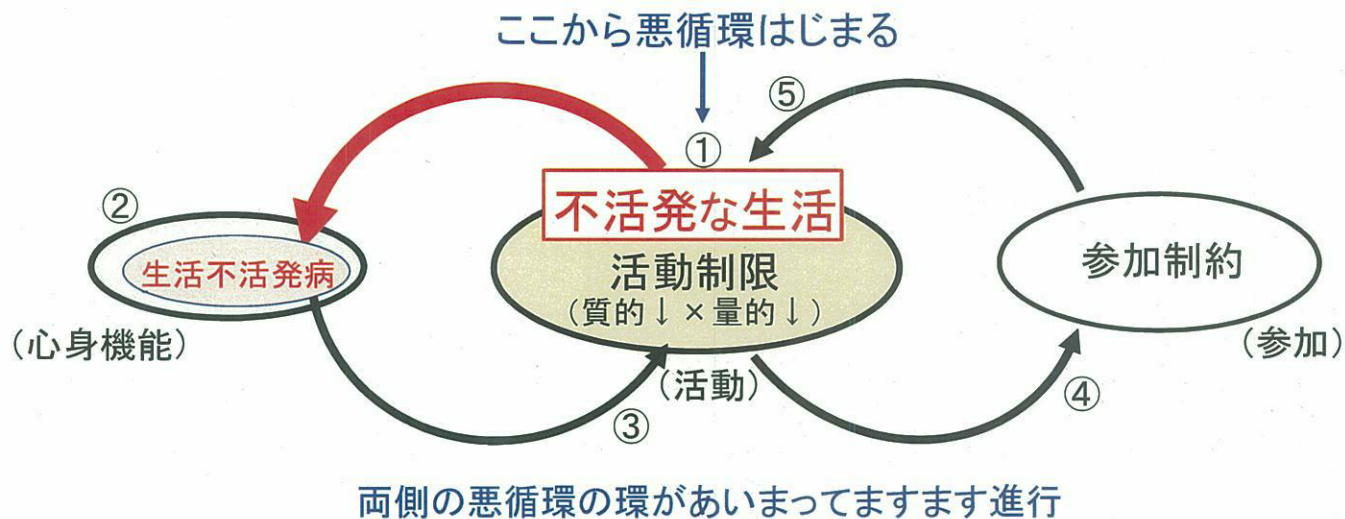 ここから悪循環はじまる
⑤
①
不活発な生活
②
生活不活発病
活動制限
(質的↓×量的↓)
参加制約
(心身機能)
(参加)
(活動)
③
④
両側の悪循環の環があいまってますます進行